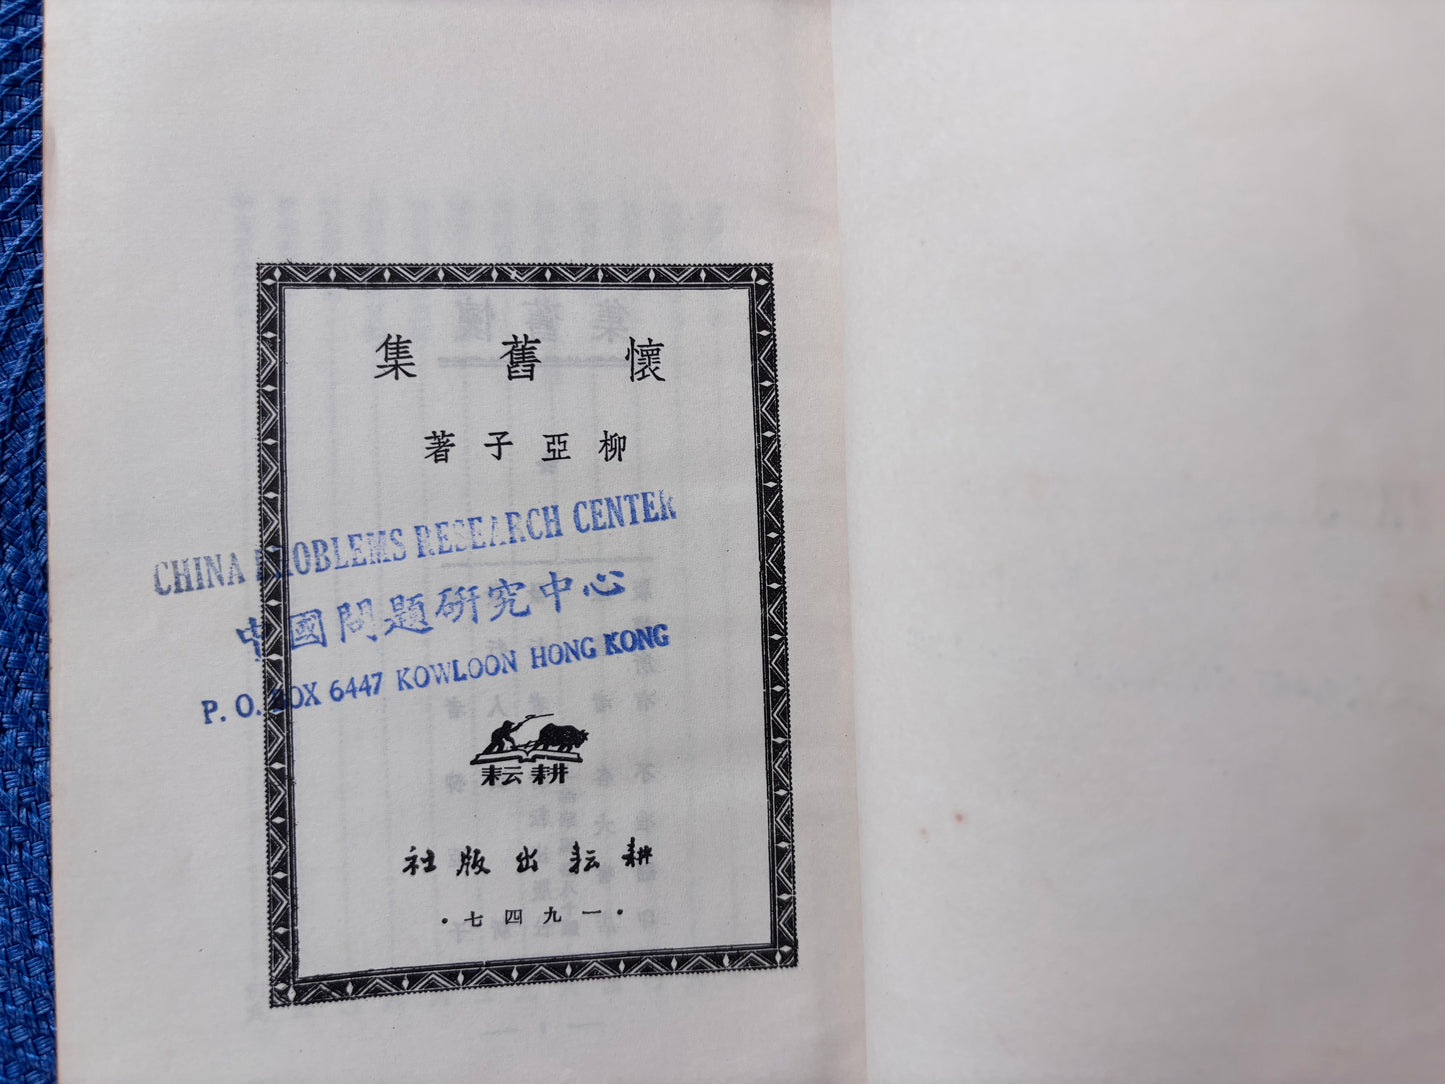 懷舊集
柳亞子著
CHINA PROBLEMS RESEARCH CENTER
中國問題研究中心
P. O. BOX 6447 KOWLOON HONG KONG
耕耘
耕耘出版社
·一九四七·